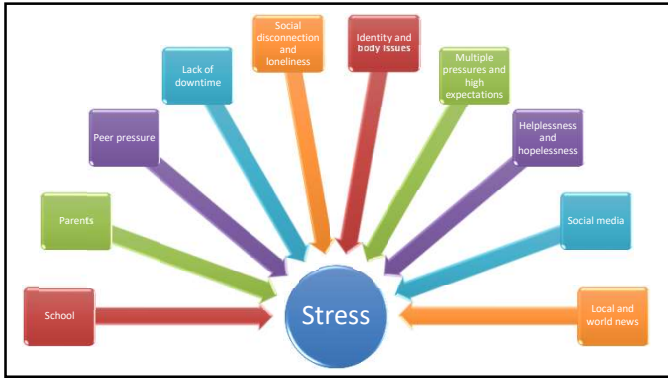 Social
disconnection
and
loneliness
Identity and
body Issues
Lack of
downtime
Multiple
pressures and
high
expectations
Peer pressure
Helplessness
and
hopelessness
Parents
Social media
School
Stress
Local and
world news